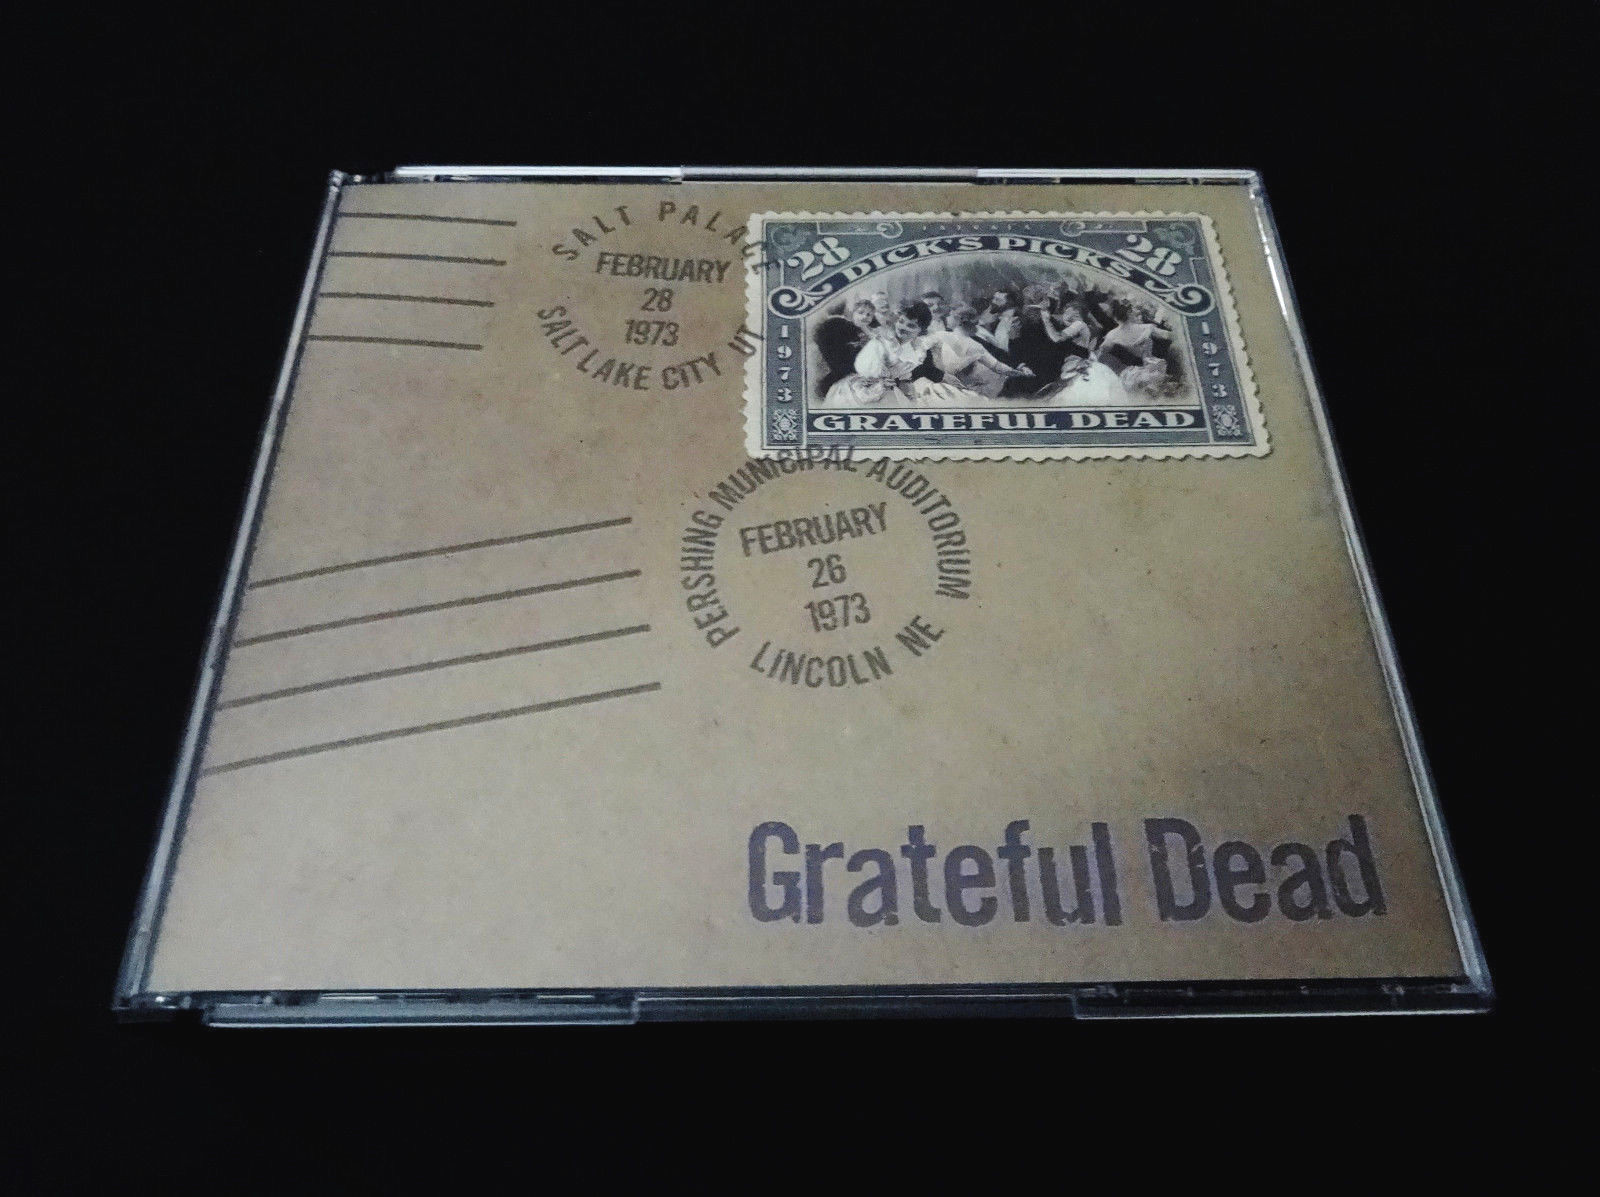 SALT PALACE
FEBRUARY
28
1973
SALT LAKE CITY UT
28 DICK'S PICKS 28
1973
1973
GRATEFUL DEAD
PERSHING MUNICIPAL AUDITORIUM
FEBRUARY
26
1973
LINCOLN NE
Grateful Dead